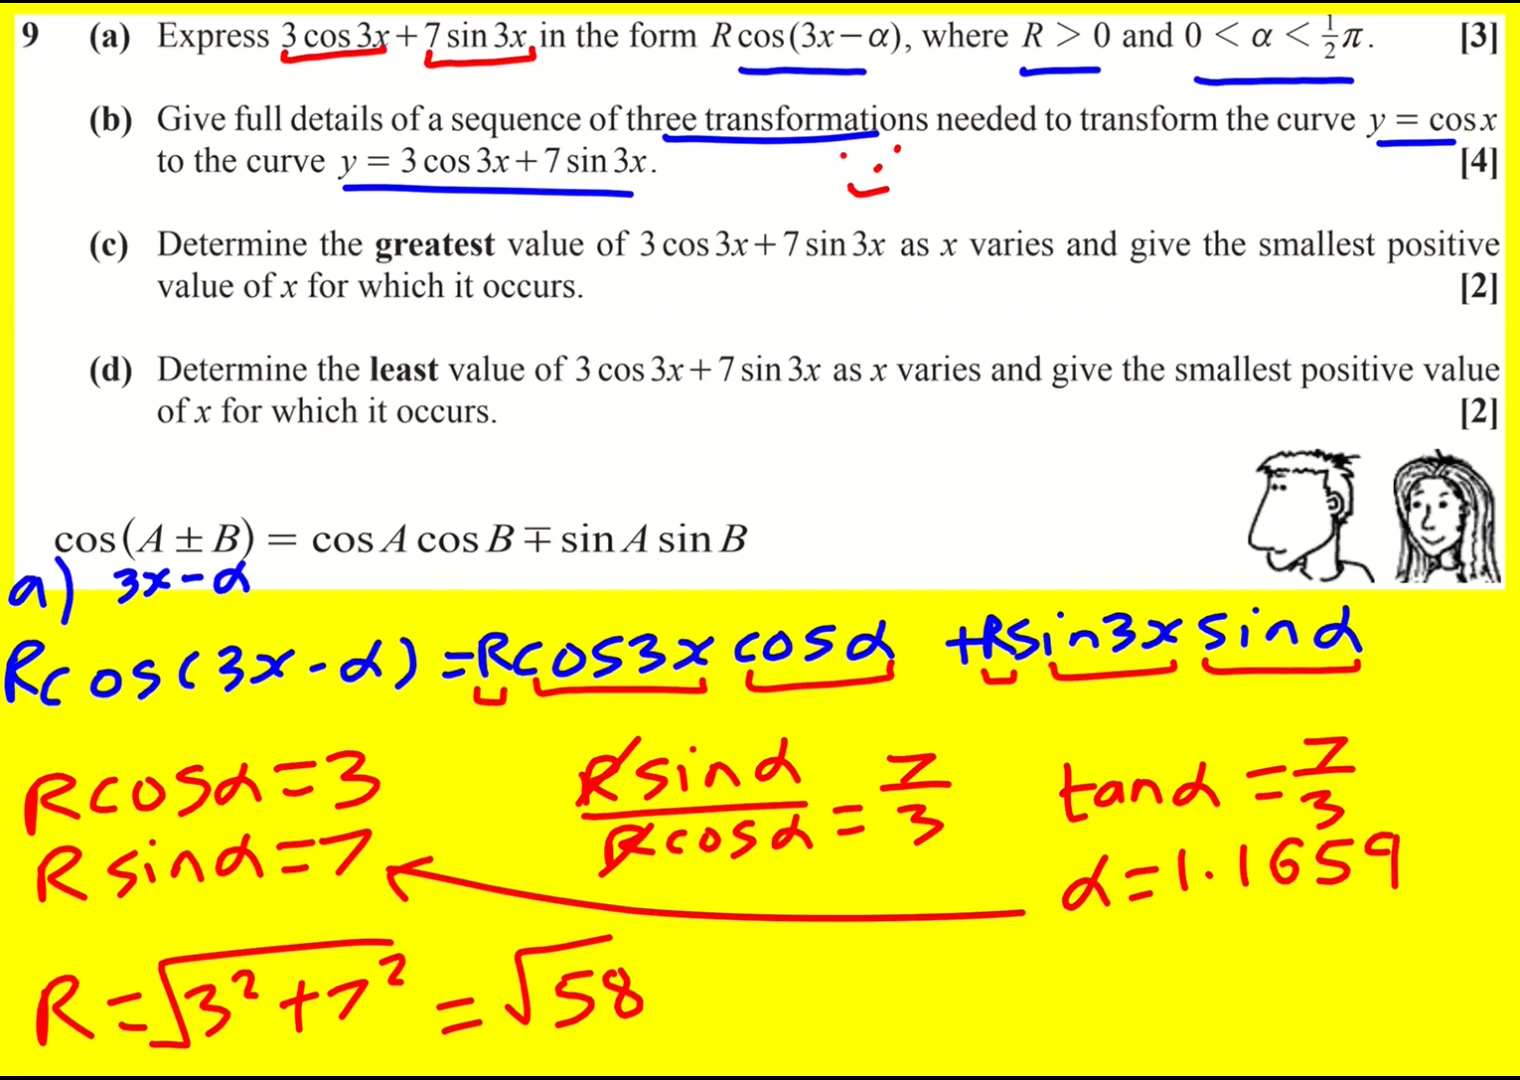 9 (a) Express 3 cos 3x + 7 sin 3x in the form R cos(3x − α), where R > 0 and 0 < α < ½π. [3]
(b) Give full details of a sequence of three transformations needed to transform the curve y = cos x
to the curve y = 3 cos 3x + 7 sin 3x. [4]
(c) Determine the greatest value of 3 cos 3x + 7 sin 3x as x varies and give the smallest positive
value of x for which it occurs. [2]
(d) Determine the least value of 3 cos 3x + 7 sin 3x as x varies and give the smallest positive value
of x for which it occurs. [2]
cos(A ± B) = cos A cos B ∓ sin A sin B
a) 3x − α
Rcos(3x − α) = Rcos3x cosα + Rsin3x sinα
Rcosα = 3
Rsinα = 7
Rsinα / Rcosα = 7/3
tanα = 7/3
α = 1.1659
R = √3² + 7² = √58